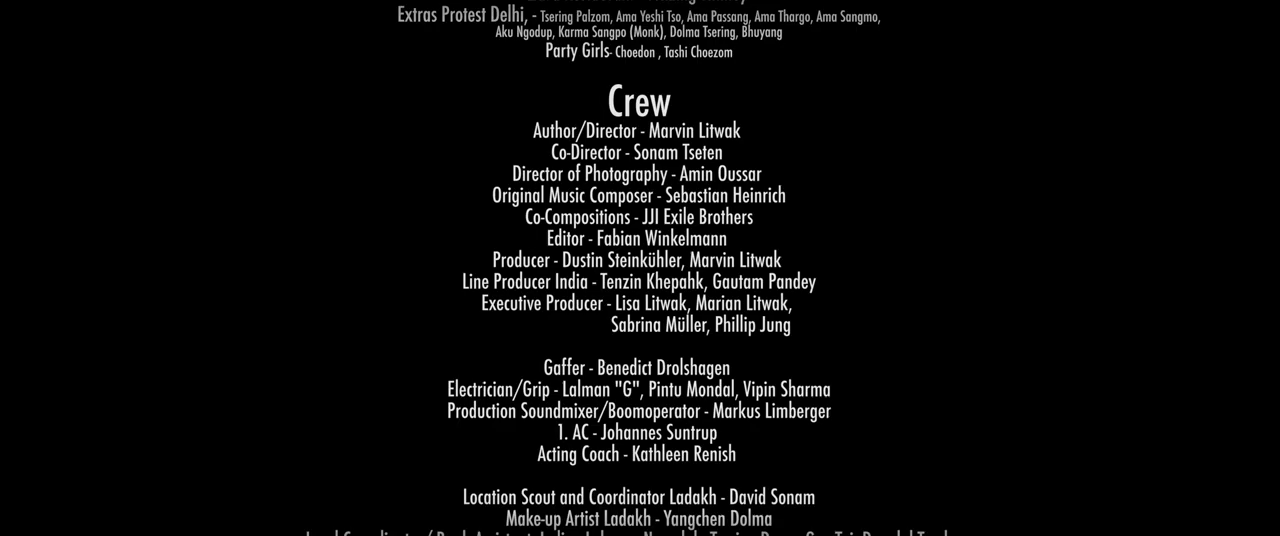 Extras Protest Delhi, - Tsering Palzom, Ama Yeshi Tso, Ama Passang, Ama Thargo, Ama Sangmo,
Aku Ngodup, Karma Sangpo (Monk), Dolma Tsering, Bhuyang
Party Girls- Choedon , Tashi Choezom
Crew
Author/Director - Marvin Litwak
Co-Director - Sonam Tseten
Director of Photography - Amin Oussar
Original Music Composer - Sebastian Heinrich
Co-Compositions - JJI Exile Brothers
Editor - Fabian Winkelmann
Producer - Dustin Steinkühler, Marvin Litwak
Line Producer India - Tenzin Khepahk, Gautam Pandey
Executive Producer - Lisa Litwak, Marian Litwak,
Sabrina Müller, Phillip Jung
Gaffer - Benedict Drolshagen
Electrician/Grip - Lalman "G", Pintu Mondal, Vipin Sharma
Production Soundmixer/Boomoperator - Markus Limberger
1. AC - Johannes Suntrup
Acting Coach - Kathleen Renish
Location Scout and Coordinator Ladakh - David Sonam
Make-up Artist Ladakh - Yangchen Dolma